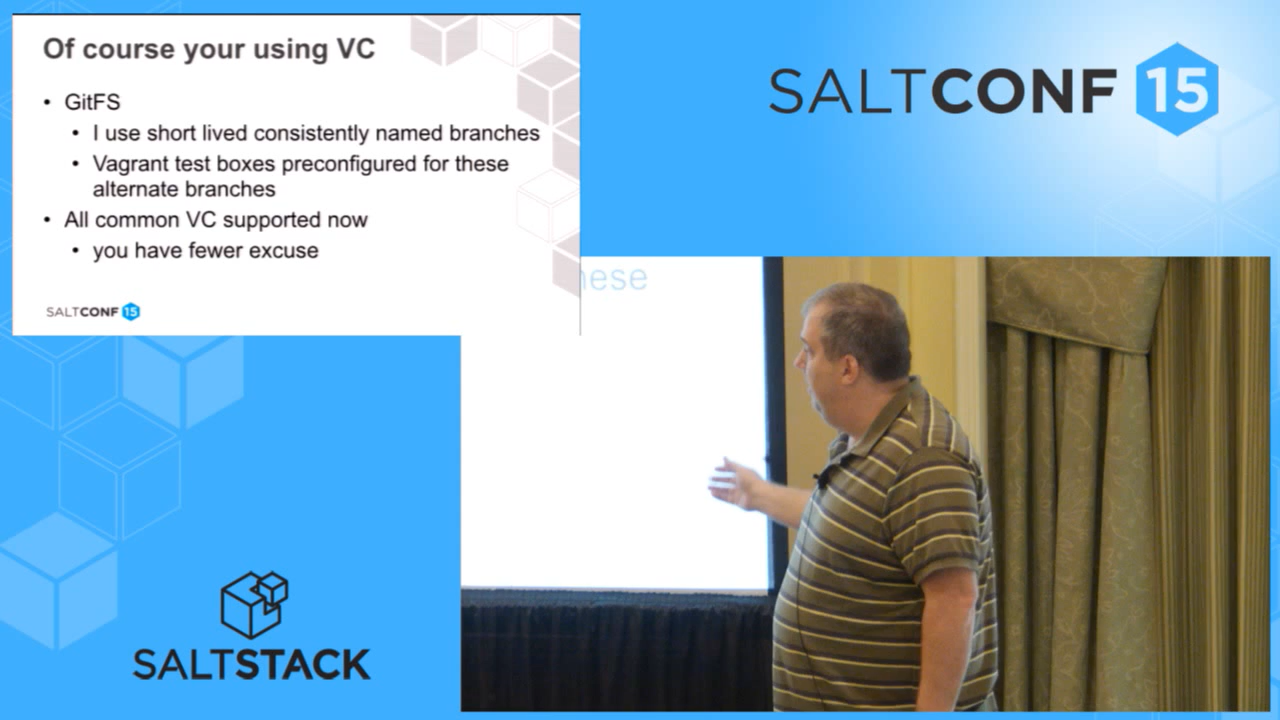 Of course your using VC
• GitFS
• I use short lived consistently named branches
• Vagrant test boxes preconfigured for these
alternate branches
• All common VC supported now
• you have fewer excuse
SALTCONF 15
SALTCONF 15
hese
SALTSTACK